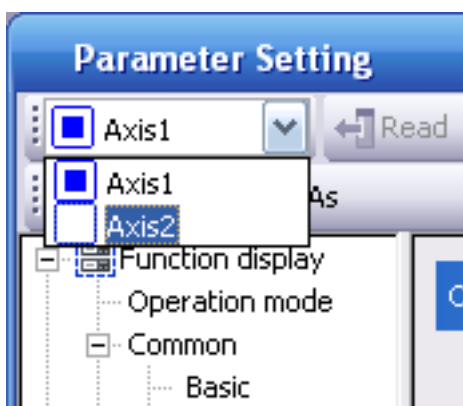 Parameter Setting
Axis1 Read
Axis1
As
Axis2
Function display
Operation mode
Common
Basic